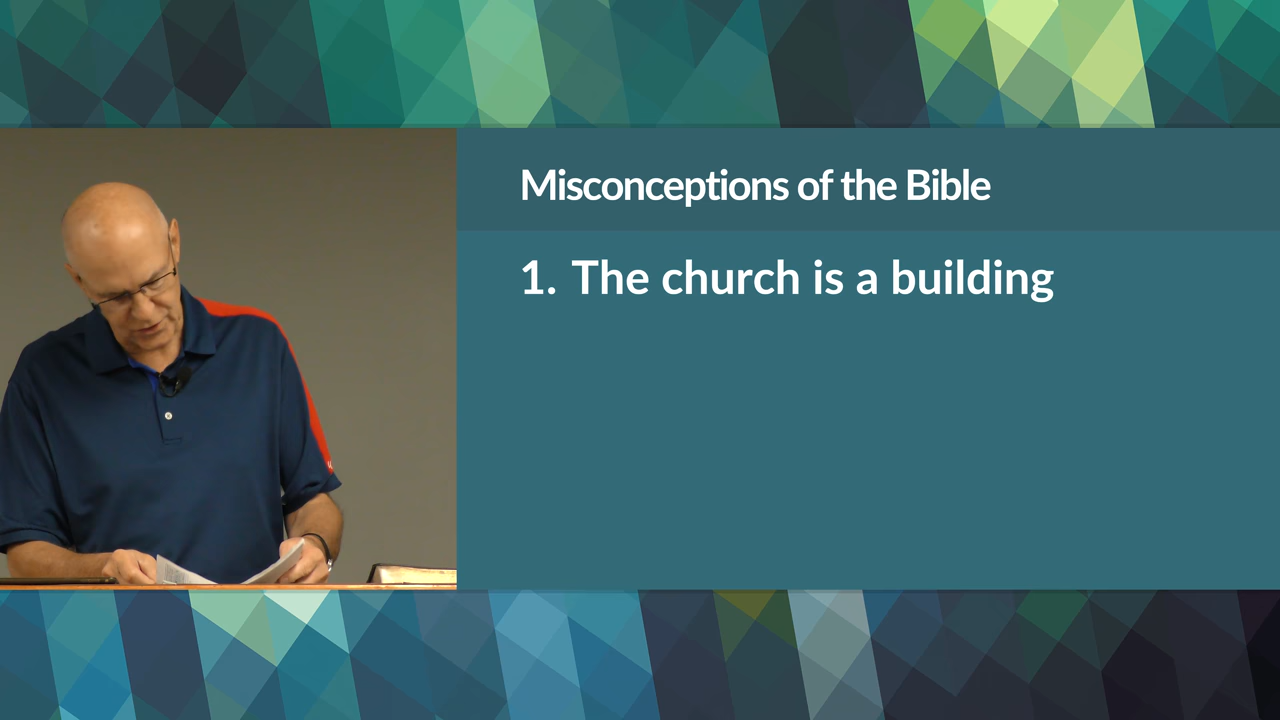 Misconceptions of the Bible
1. The church is a building